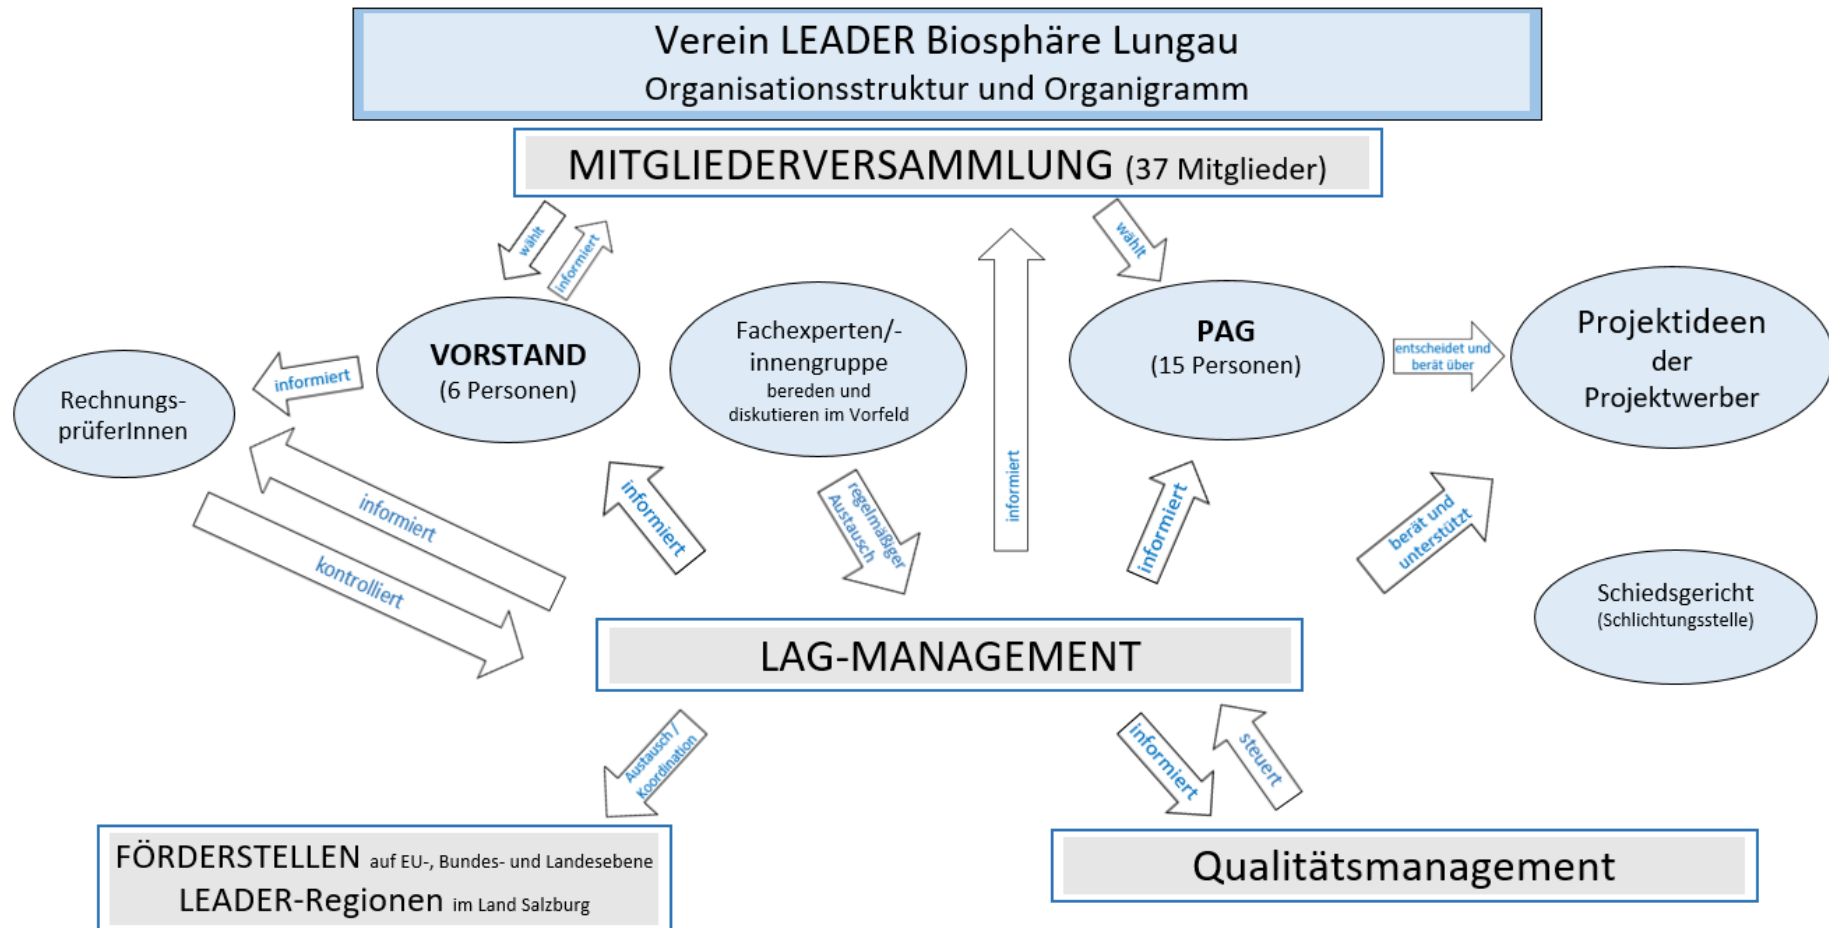 Verein LEADER Biosphäre Lungau
Organisationsstruktur und Organigramm
MITGLIEDERVERSAMMLUNG (37 Mitglieder)
wählt
informiert
wählt
VORSTAND
(6 Personen)
Fachexperten/-
innengruppe
bereden und
diskutieren im Vorfeld
PAG
(15 Personen)
entscheidet und
berät über
Projektideen
der
Projektwerber
informiert
Rechnungs-
prüferInnen
informiert
kontrolliert
informiert
regelmäßiger
Austausch
informiert
informiert
berät und
unterstützt
Schiedsgericht
(Schlichtungsstelle)
LAG-MANAGEMENT
Austausch /
Koordination
informiert
steuert
FÖRDERSTELLEN auf EU-, Bundes- und Landesebene
LEADER-Regionen im Land Salzburg
Qualitätsmanagement